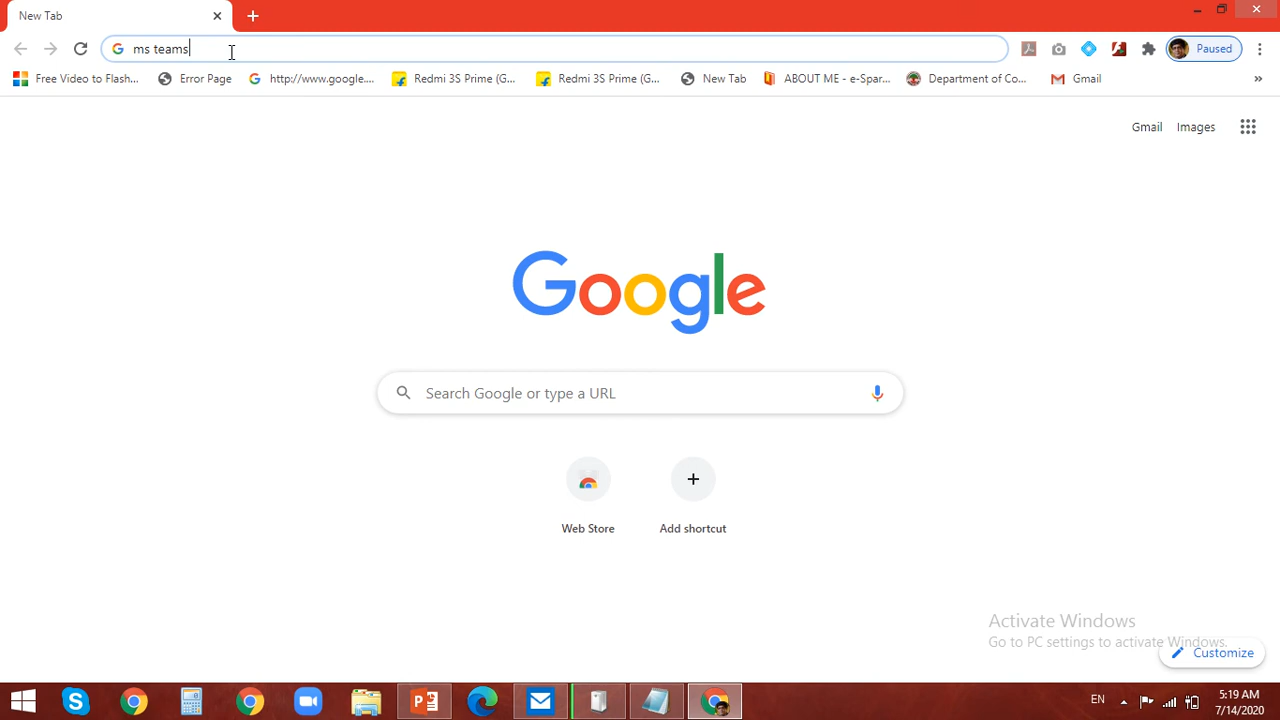 New Tab
ms teams
Paused
Free Video to Flash...
Error Page
http://www.google....
Redmi 3S Prime (G...
Redmi 3S Prime (G...
New Tab
ABOUT ME - e-Spar...
Department of Co...
Gmail
»
Gmail
Images
Google
Search Google or type a URL
Web Store
Add shortcut
Activate Windows
Go to PC settings to activate Windows.
Customize
EN
5:19 AM
7/14/2020